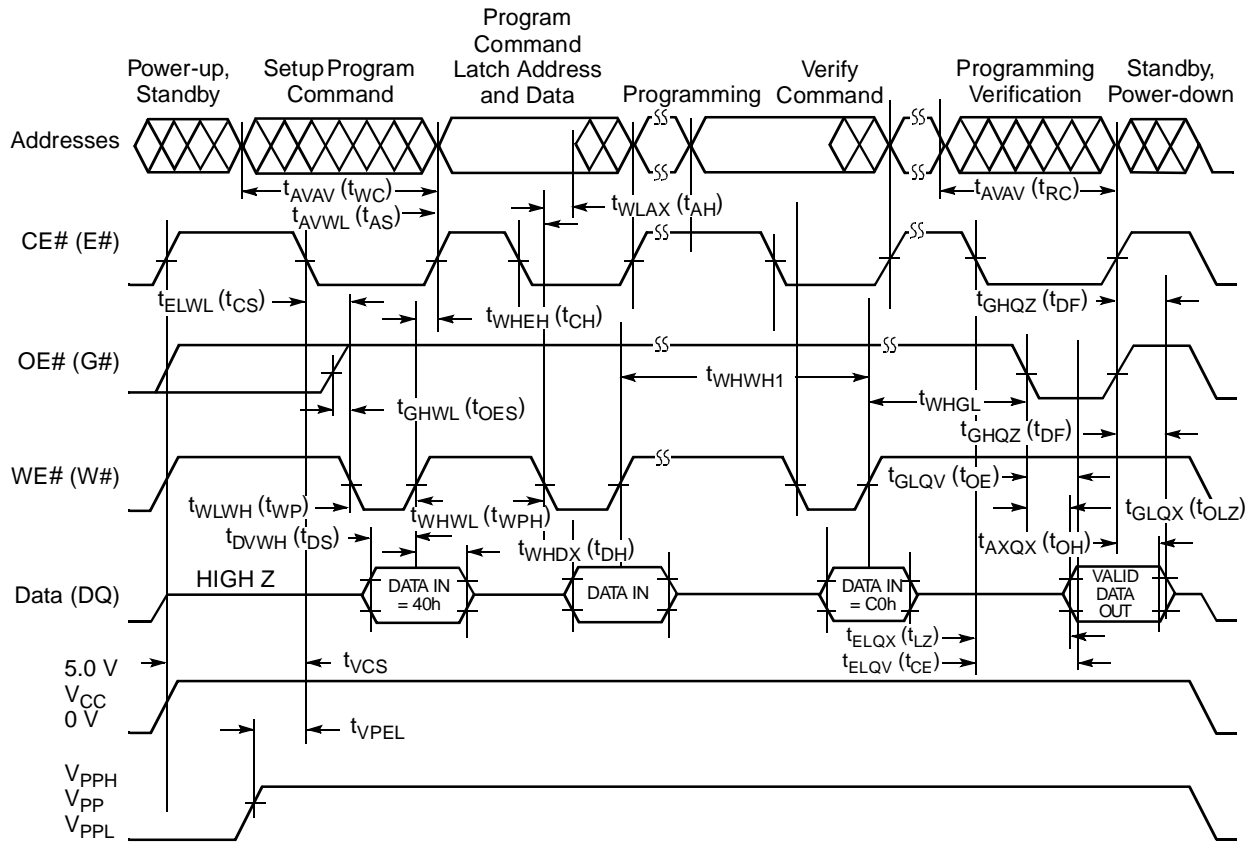 Power-up,
Standby
Setup Program
Command
Program
Command
Latch Address
and Data
Programming
Verify
Command
Programming
Verification
Standby,
Power-down
Addresses
tAVAV (tWC)
tAVWL (tAS)
tWLAX (tAH)
tAVAV (tRC)
CE# (E#)
tELWL (tCS)
tWHEH (tCH)
tGHQZ (tDF)
OE# (G#)
tWHWH1
tWHGL
tGHWL (tOES)
tGHQZ (tDF)
WE# (W#)
tGLQV (tOE)
tWLWH (tWP)
tWHWL (tWPH)
tGLQX (tOLZ)
tDVWH (tDS)
tWHDX (tDH)
tAXQX (tOH)
Data (DQ)
HIGH Z
DATA IN
= 40h
DATA IN
DATA IN
= C0h
VALID
DATA
OUT
tELQX (tLZ)
tELQV (tCE)
5.0 V
VCC
0 V
tVCS
tVPEL
VPPH
VPP
VPPL